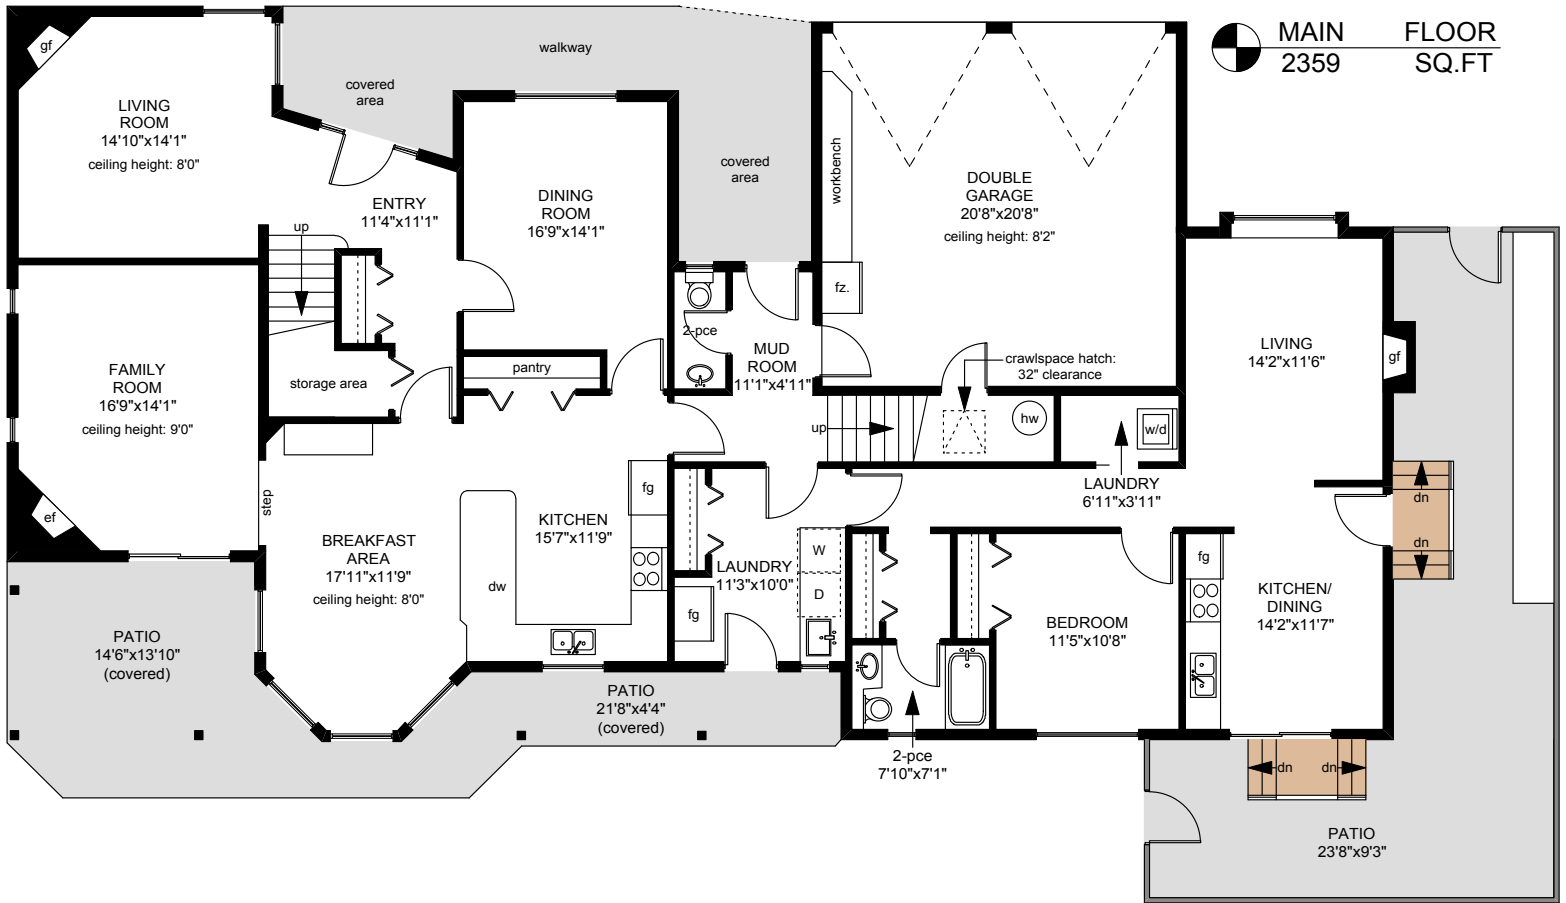 MAIN FLOOR
2359 SQ.FT
gf
walkway
covered
area
LIVING
ROOM
14'10"x14'1"
ceiling height: 8'0"
ENTRY
11'4"x11'1"
up
DINING
ROOM
16'9"x14'1"
covered
area
workbench
fz.
DOUBLE
GARAGE
20'8"x20'8"
ceiling height: 8'2"
2-pce
MUD
ROOM
11'1"x4'11"
crawlspace hatch:
32" clearance
LIVING
14'2"x11'6"
gf
FAMILY
ROOM
16'9"x14'1"
ceiling height: 9'0"
storage area
pantry
up
hw
w/d
LAUNDRY
6'11"x3'11"
dn
dn
ef
step
BREAKFAST
AREA
17'11"x11'9"
ceiling height: 8'0"
KITCHEN
15'7"x11'9"
fg
dw
LAUNDRY
11'3"x10'0"
W
D
fg
BEDROOM
11'5"x10'8"
fg
KITCHEN/
DINING
14'2"x11'7"
PATIO
14'6"x13'10"
(covered)
PATIO
21'8"x4'4"
(covered)
2-pce
7'10"x7'1"
dn dn
PATIO
23'8"x9'3"